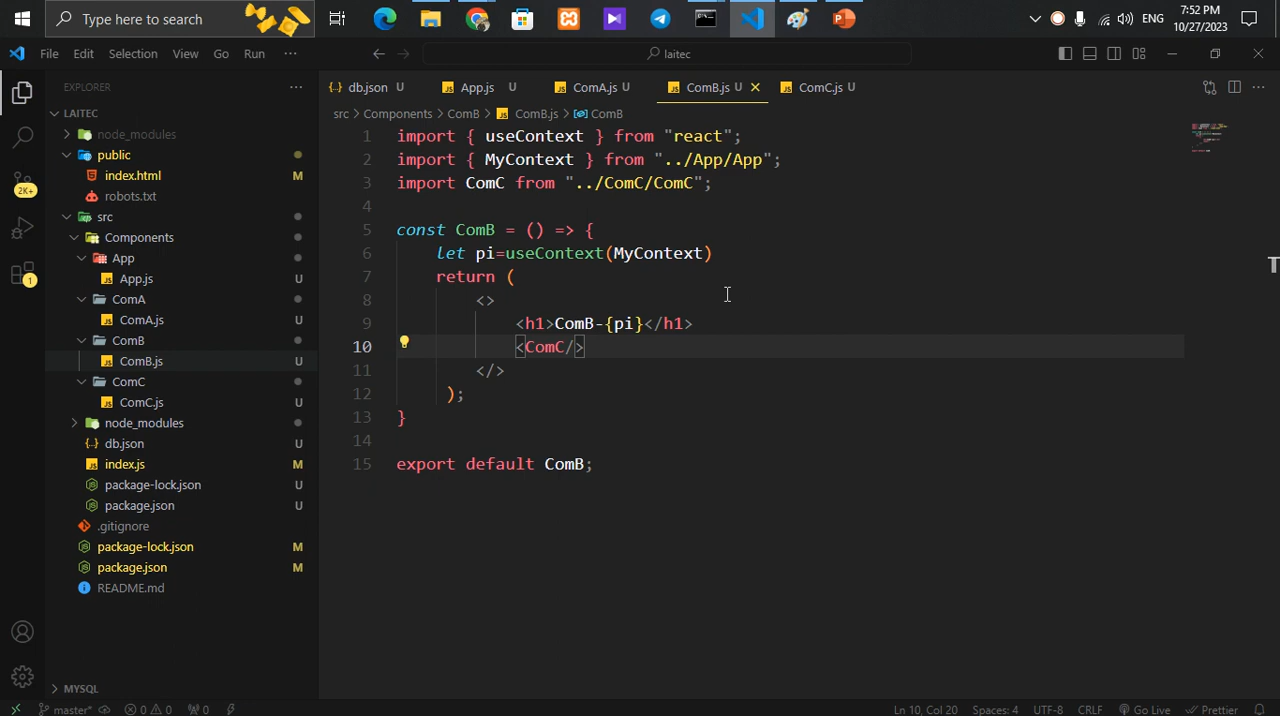 Type here to search
ENG
7:52 PM
10/27/2023
File Edit Selection View Go Run ···
laitec
EXPLORER ···
db.json U
App.js U
ComA.js U
ComB.js U
ComC.js U
src > Components > ComB > ComB.js > ComB
LAITEC
node_modules
public
index.html M
robots.txt
src
Components
App
App.js U
ComA
ComA.js U
ComB
ComB.js U
ComC
ComC.js U
node_modules
db.json U
index.js M
package-lock.json U
package.json U
.gitignore
package-lock.json M
package.json M
README.md
MYSQL
2K+
1
1 import { useContext } from "react";
2 import { MyContext } from "../App/App";
3 import ComC from "../ComC/ComC";
4
5 const ComB = () => {
6 let pi=useContext(MyContext)
7 return (
8 <>
9 <h1>ComB-{pi}</h1>
10 <ComC/>
11 </>
12 );
13 }
14
15 export default ComB;
master* 0 0 0 Ln 10, Col 20 Spaces: 4 UTF-8 CRLF Go Live Prettier